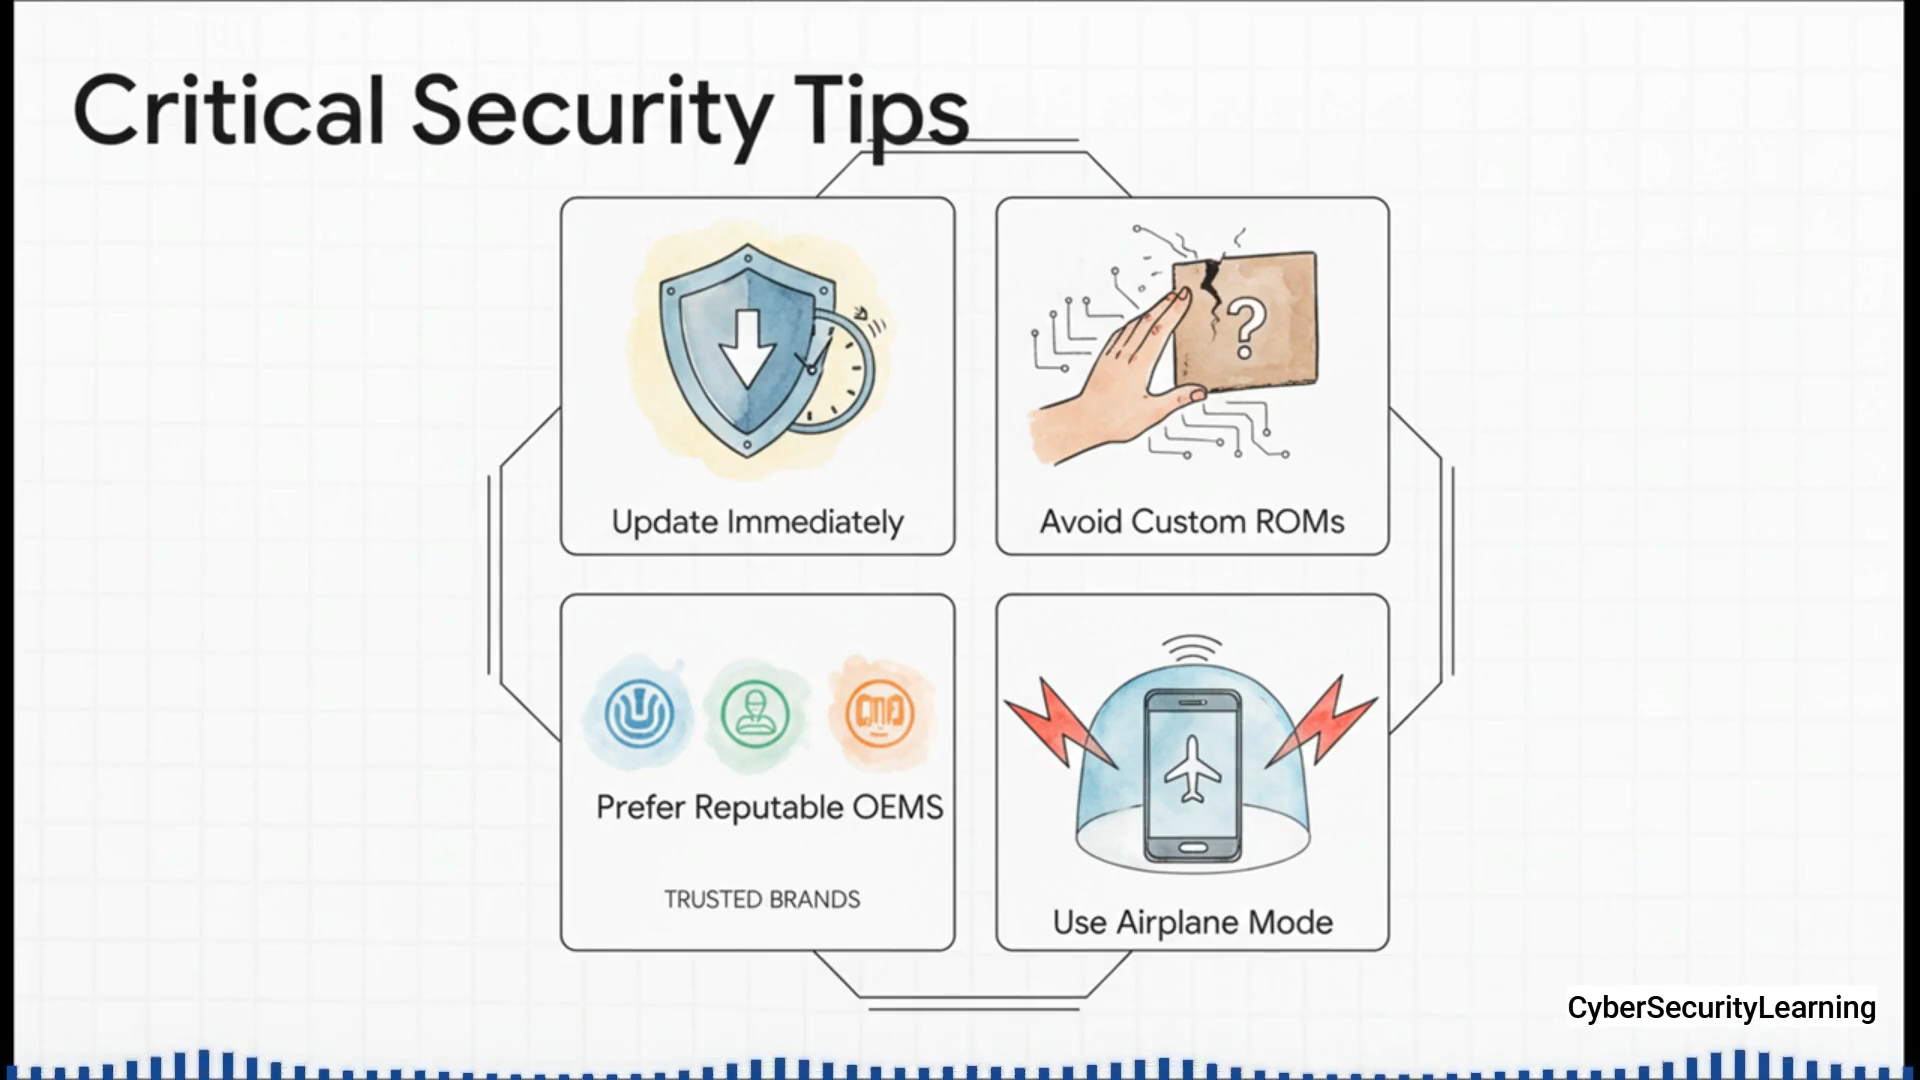 Critical Security Tips
Update Immediately
?
Avoid Custom ROMs
Prefer Reputable OEMS
TRUSTED BRANDS
Use Airplane Mode
CyberSecurityLearning